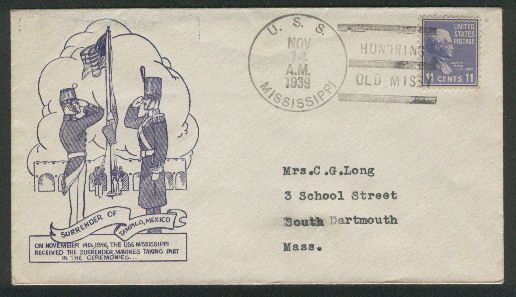 U. S. S.
NOV
14
A.M.
1939
MISSISSIPPI
HONORING
OLD MISS
UNITED
STATES
POSTAGE
11 CENTS 11
SURRENDER OF
TAMPICO, MEXICO
ON NOVEMBER 14th, 1846, THE USS MISSISSIPPI
RECEIVED THE SURRENDER, MARINES TAKING PART
IN THE CEREMONIES...
Mrs.C.G.Long
3 School Street
South Dartmouth
Mass.